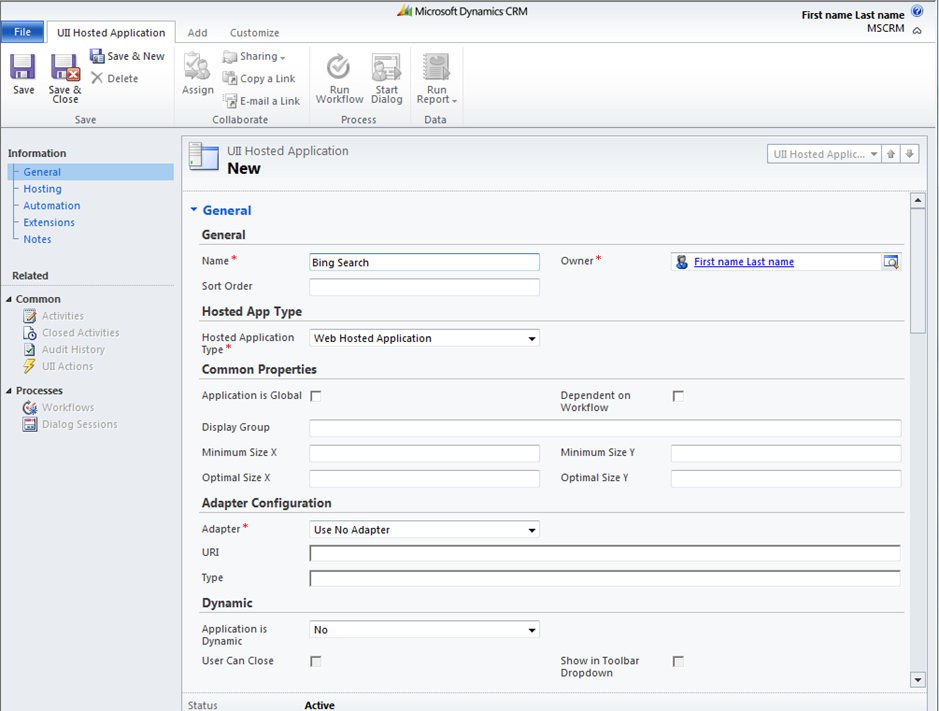 Microsoft Dynamics CRM
First name Last name
MSCRM
File
UII Hosted Application
Add
Customize
Save
Save & Close
Save & New
Delete
Save
Assign
Sharing
Copy a Link
E-mail a Link
Collaborate
Run Workflow
Start Dialog
Process
Run Report
Data
Information
General
Hosting
Automation
Extensions
Notes
Related
Common
Activities
Closed Activities
Audit History
UII Actions
Processes
Workflows
Dialog Sessions
UII Hosted Application
New
UII Hosted Applic...
General
General
Name * Bing Search Owner * First name Last name
Sort Order
Hosted App Type
Hosted Application
Type * Web Hosted Application
Common Properties
Application is Global Dependent on
Workflow
Display Group
Minimum Size X Minimum Size Y
Optimal Size X Optimal Size Y
Adapter Configuration
Adapter * Use No Adapter
URI
Type
Dynamic
Application is
Dynamic No
User Can Close Show in Toolbar
Dropdown
Status Active